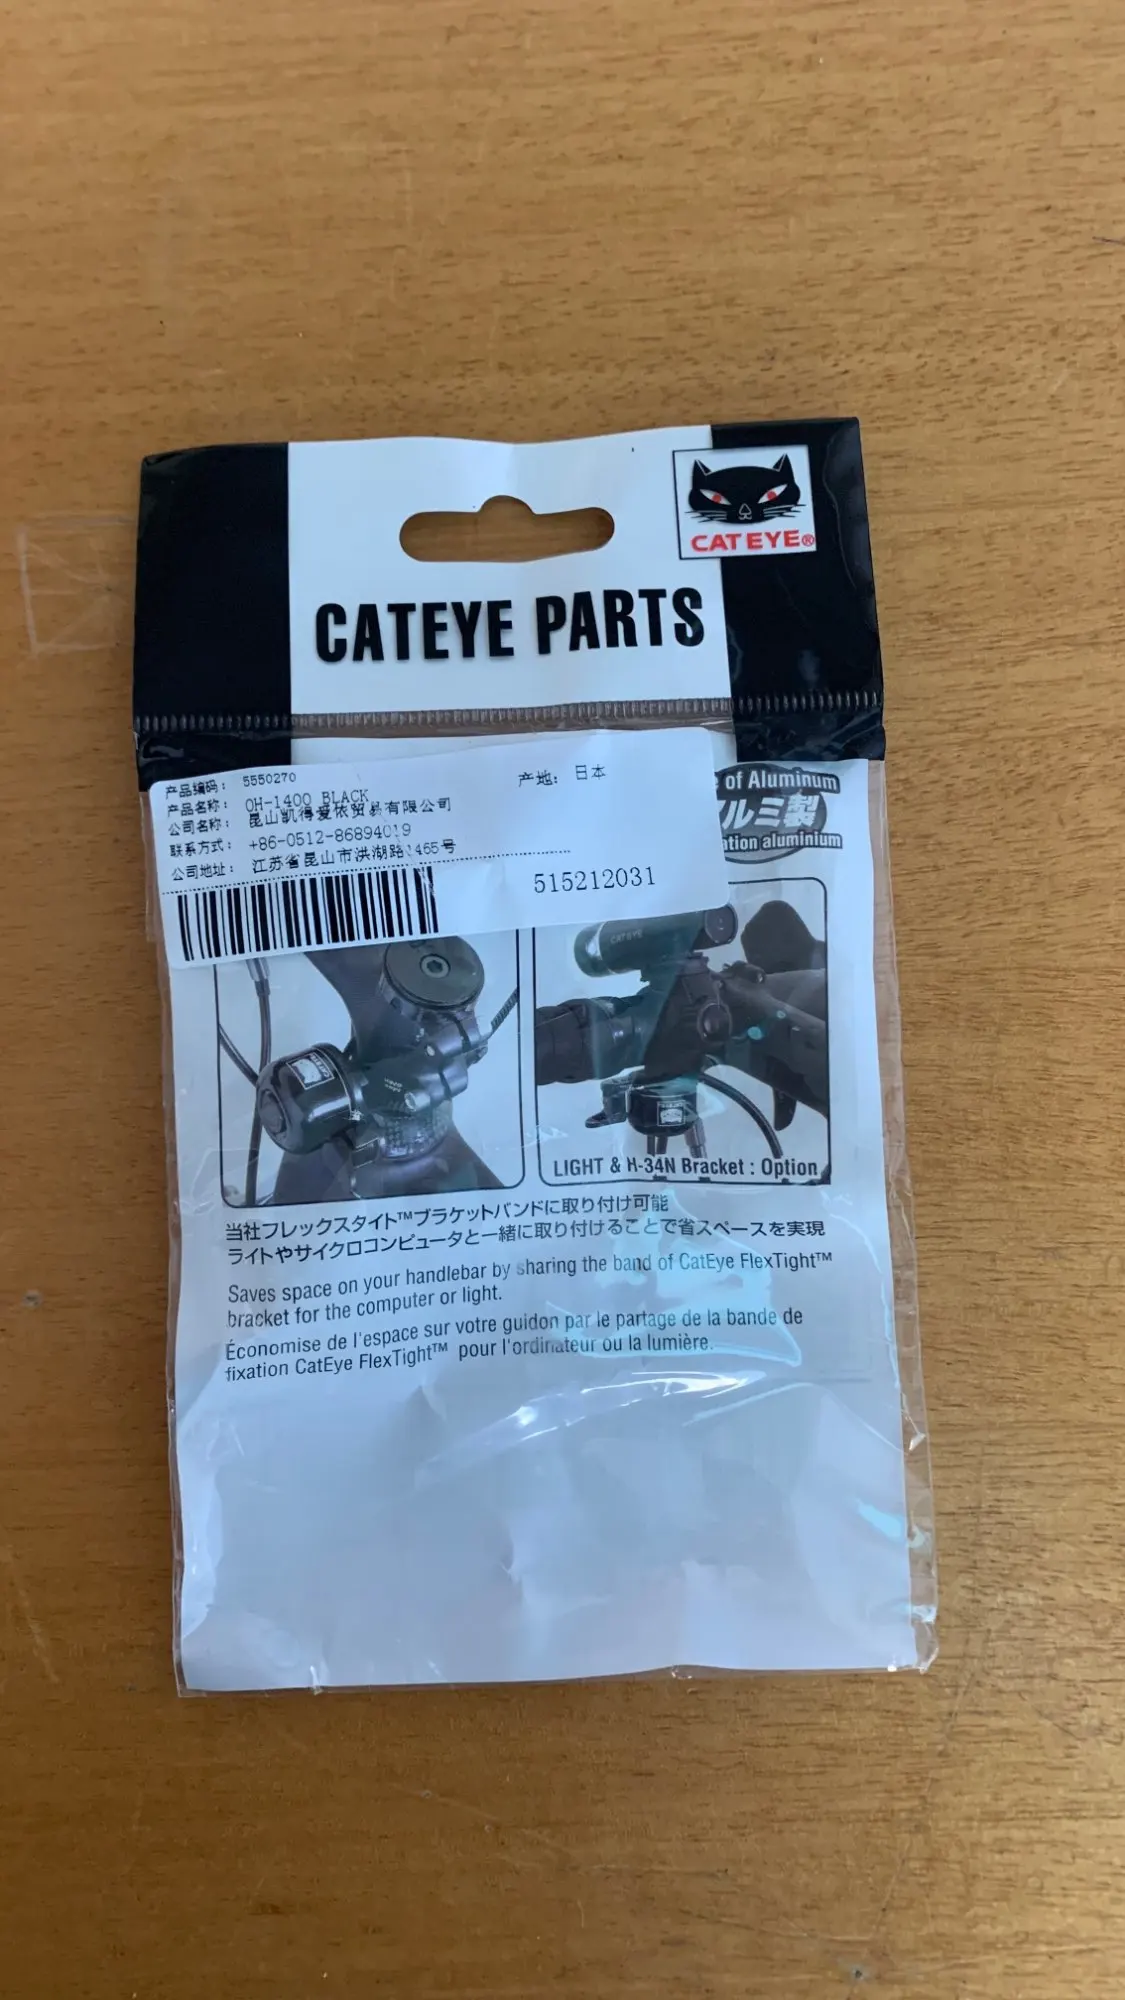 CATEYE®
CATEYE PARTS
产品编码： 5550270
产地： 日本
产品名称： OH-1400 BLACK
公司名称： 昆山凯得爱依贸易有限公司
联系方式： +86-0512-86894019
公司地址： 江苏省昆山市洪湖路1465号
515212031
of Aluminum
ルミ製
aluminium
CATEYE
CATEYE
LIGHT & H-34N Bracket : Option
当社フレックスタイト™ブラケットバンドに取り付け可能
ライトやサイクロコンピュータと一緒に取り付けることで省スペースを実現
Saves space on your handlebar by sharing the band of CatEye FlexTight™
bracket for the computer or light.
Économise de l'espace sur votre guidon par le partage de la bande de
fixation CatEye FlexTight™ pour l'ordinateur ou la lumière.